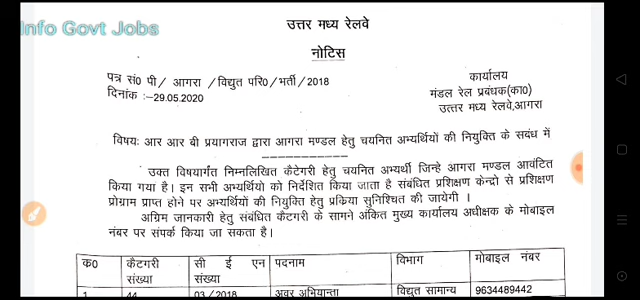 Info Govt Jobs
उत्तर मध्य रेलवे
नोटिस
पत्र सं0 पी/ आगरा /विद्युत परि0/भर्ती/2018
दिनांक :–29.05.2020
कार्यालय
मंडल रेल प्रबंधक(का0)
उत्तर मध्य रेलवे,आगरा
विषयः आर आर बी प्रयागराज द्वारा आगरा मण्डल हेतु चयनित अभ्यर्थियों की नियुक्ति के सबंध में
उक्त विषयार्गंत निम्नलिखित कैटेगरी हेतु चयनित अभ्यर्थी जिन्हे आगरा मण्डल आवंटित
किया गया है। इन सभी अभ्यर्थियो को निर्देशित किया जाता है संबंधित प्रशिक्षण केन्द्रो से प्रशिक्षण
प्रोग्राम प्राप्त होने पर अभ्यर्थियों की नियुक्ति हेतु प्रक्रिया सुनिश्चित की जायेगी ।
अग्रिम जानकारी हेतु संबंधित कैटगरी के सामने अंकित मुख्य कार्यालय अधीक्षक के मोबाइल
नंबर पर संपर्क किया जा सकता है।
क0 कैटगरी संख्या सी ई एन संख्या पदनाम विभाग मोबाइल नंबर
1 44 03/2018 अवर अभियान्ता विद्युत सामान्य 9634489442